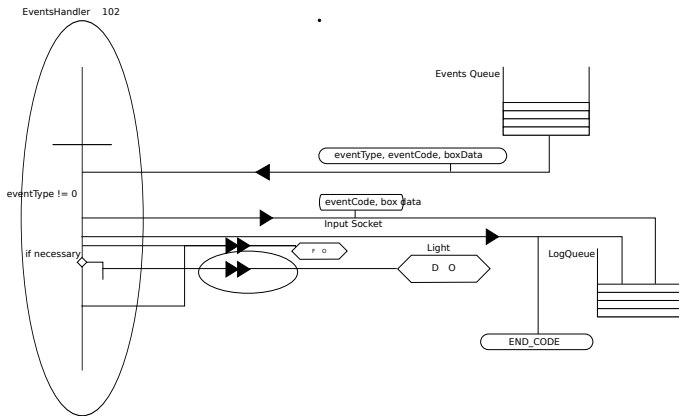 EventsHandler 102
Events Queue
eventType, eventCode, boxData
eventType != 0
eventCode, box data
Input Socket
if necessary
F O
Light
D O
LogQueue
END_CODE